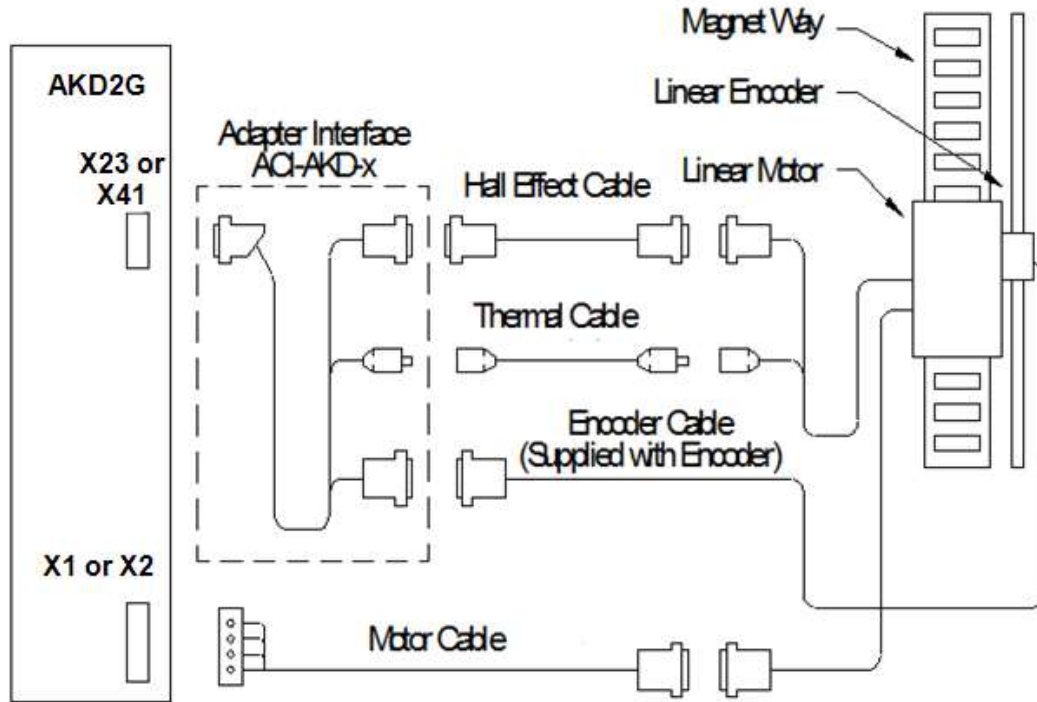 AKD2G
X23 or
X41
X1 or X2
Adapter Interface
ACI-AKD-x
Hall Effect Cable
Thermal Cable
Encoder Cable
(Supplied with Encoder)
Motor Cable
Magnet Way
Linear Encoder
Linear Motor